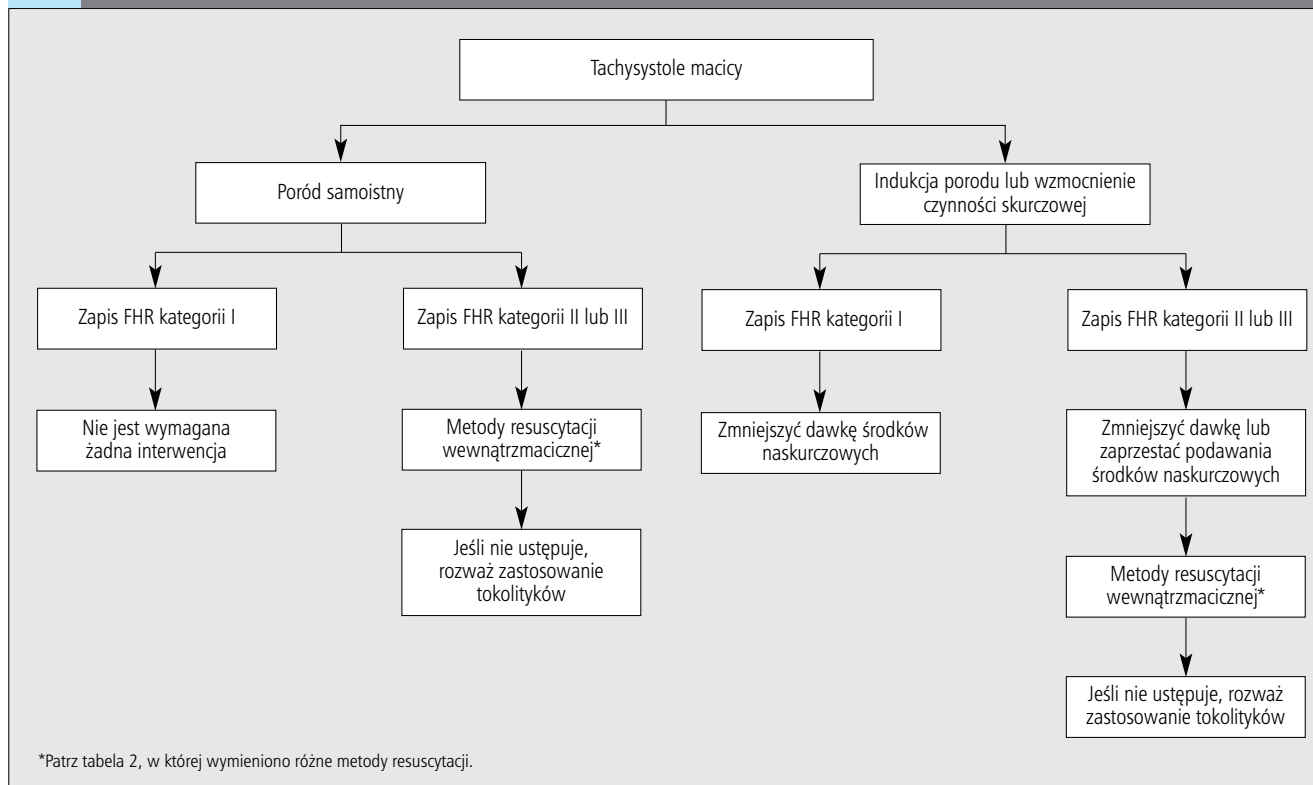 Tachysystole macicy
Poród samoistny
Indukcja porodu lub wzmocnienie
czynności skurczowej
Zapis FHR kategorii I
Zapis FHR kategorii II lub III
Zapis FHR kategorii I
Zapis FHR kategorii II lub III
Nie jest wymagana
żadna interwencja
Metody resuscytacji
wewnątrzmacicznej*
Zmniejszyć dawkę środków
naskurczowych
Zmniejszyć dawkę lub
zaprzestać podawania
środków naskurczowych
Jeśli nie ustępuje,
rozważ zastosowanie
tokolityków
Metody resuscytacji
wewnątrzmacicznej*
Jeśli nie ustępuje, rozważ
zastosowanie tokolityków
*Patrz tabela 2, w której wymieniono różne metody resuscytacji.